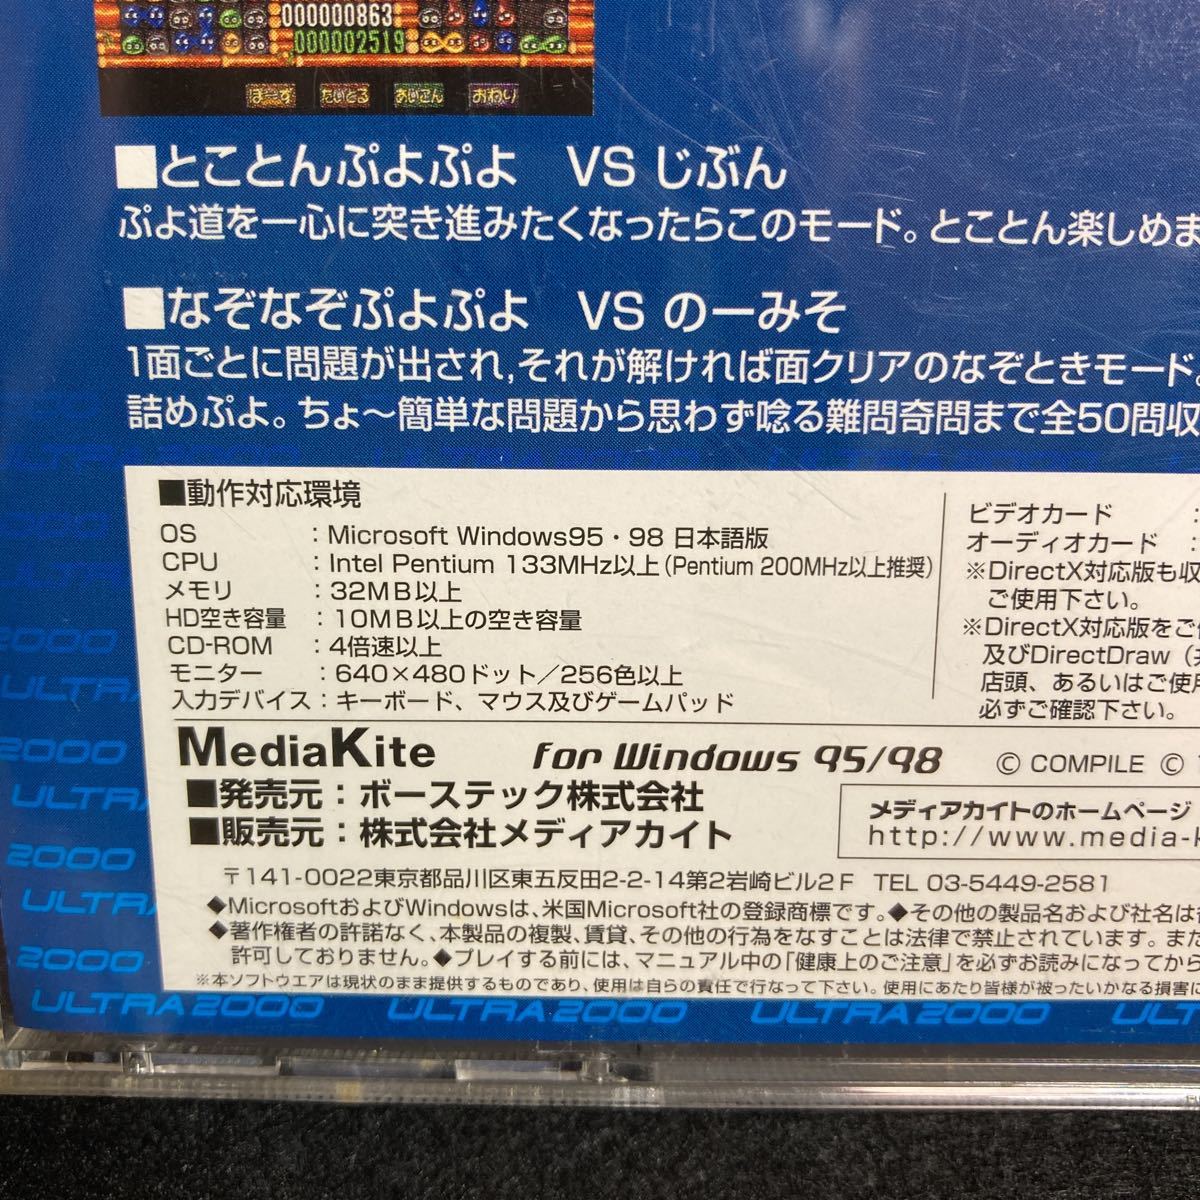 000000863
000002519
ぽーず たいとる あいこん おわり
■とことんぷよぷよ VS じぶん
ぷよ道を一心に突き進みたくなったらこのモード。とことん楽しめま
■なぞなぞぷよぷよ VS のーみそ
1面ごとに問題が出され,それが解ければ面クリアのなぞときモード。
詰めぷよ。ちょ〜簡単な問題から思わず唸る難問奇問まで全50問収
■動作対応環境
OS :Microsoft Windows95・98 日本語版
CPU :Intel Pentium 133MHz以上(Pentium 200MHz以上推奨)
メモリ :32MB以上
HD空き容量 :10MB以上の空き容量
CD-ROM :4倍速以上
モニター :640×480ドット/256色以上
入力デバイス:キーボード、マウス及びゲームパッド
ビデオカード :
オーディオカード :
※DirectX対応版も収
ご使用下さい。
※DirectX対応版をご使
及びDirectDraw(
店頭、あるいはご使用
必ずご確認下さい。
MediaKite for Windows 95/98 © COMPILE ©
■発売元:ボーステック株式会社
■販売元:株式会社メディアカイト
メディアカイトのホームページ
http://www.media-k
〒141-0022東京都品川区東五反田2-2-14第2岩崎ビル2F TEL 03-5449-2581
◆MicrosoftおよびWindowsは、米国Microsoft社の登録商標です。◆その他の製品名および社名は各
◆著作権者の許諾なく、本製品の複製、賃貸、その他の行為をなすことは法律で禁止されています。また
許可しておりません。◆プレイする前には、マニュアル中の「健康上のご注意」を必ずお読みになってから
※本ソフトウエアは現状のまま提供するものであり、使用は自らの責任で行なって下さい。使用にあたり皆様が被ったいかなる損害に
ULTRA2000 ULTRA2000 ULTRA2000 ULT